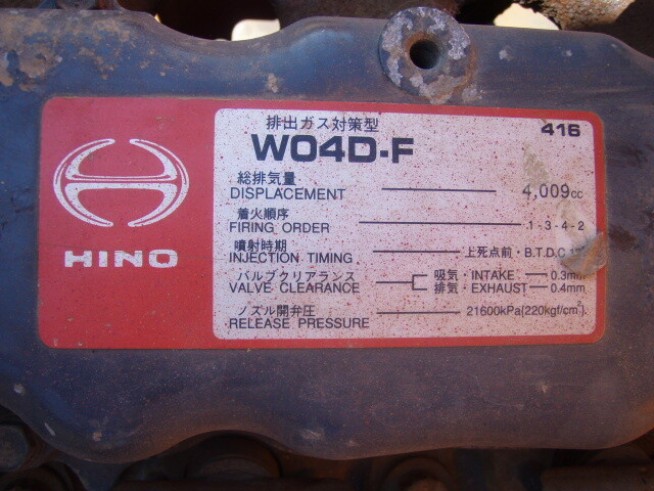 HINO
排出ガス対策型
416
W04D-F
総排気量
DISPLACEMENT 4,009cc
着火順序
FIRING ORDER 1-3-4-2
噴射時期
INJECTION TIMING 上死点前・B.T.D.C
バルブクリアランス 吸気・INTAKE 0.3mm
VALVE CLEARANCE 排気・EXHAUST 0.4mm
ノズル開弁圧
RELEASE PRESSURE 21600kPa{220kgf/cm²}